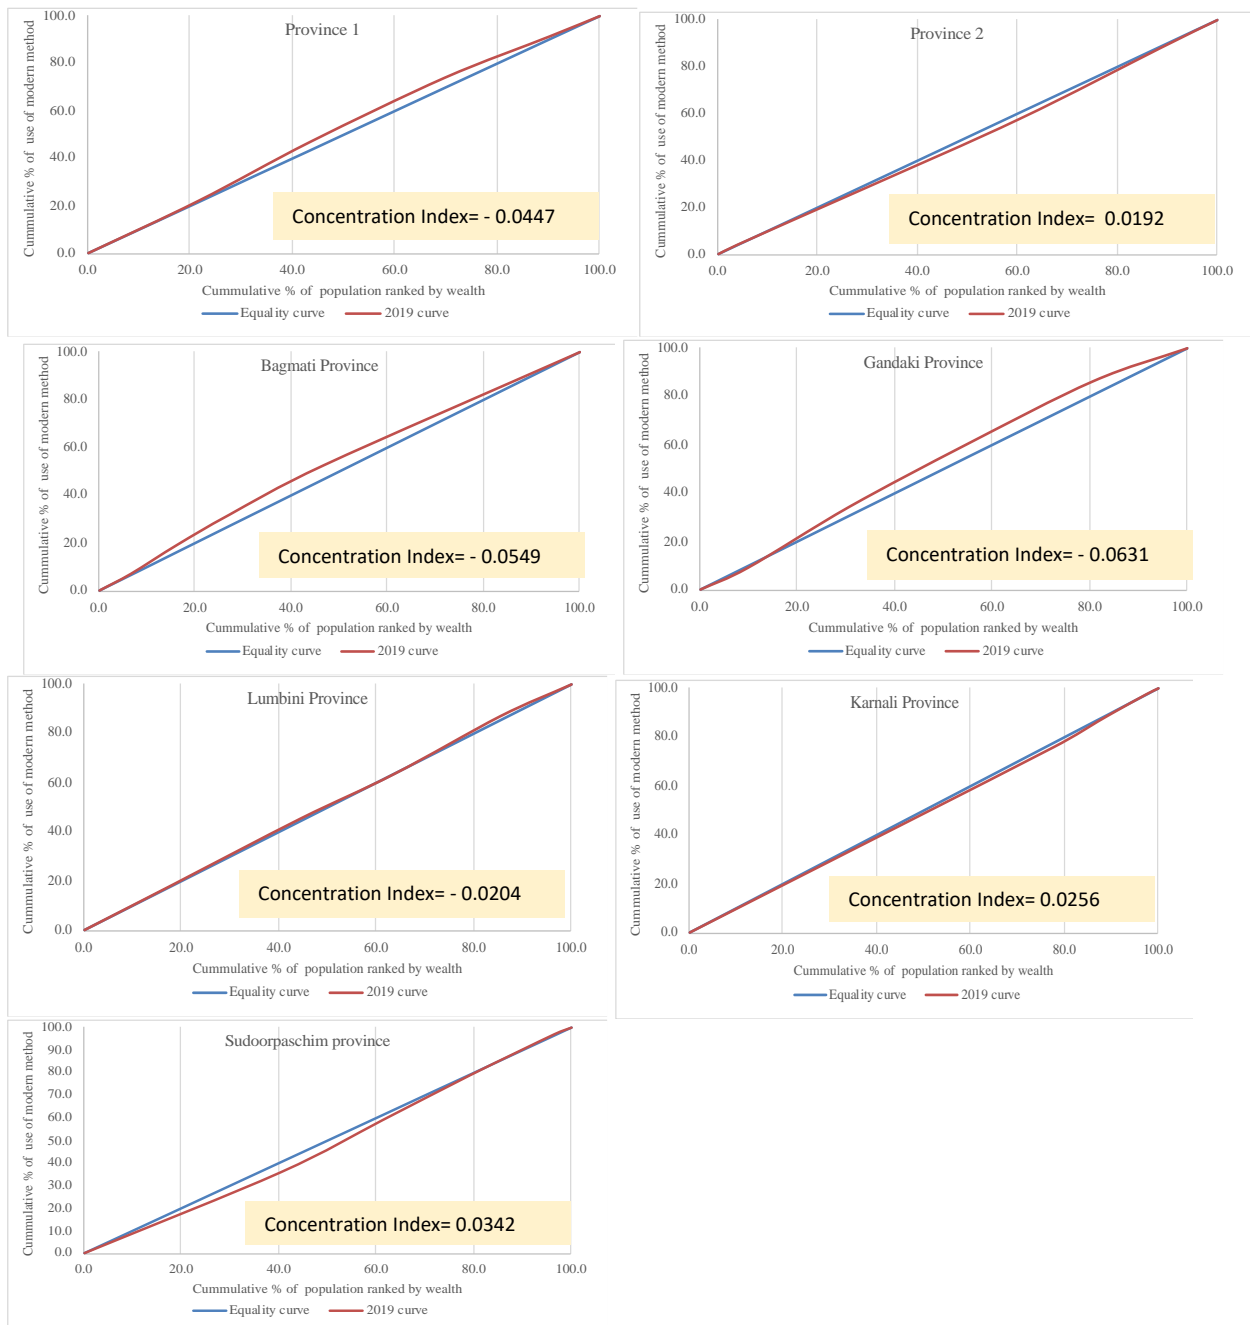 Province 1
Cummulative % of use of modern method
100.0
80.0
60.0
40.0
20.0
0.0
0.0 20.0 40.0 60.0 80.0 100.0
Concentration Index= - 0.0447
Cummulative % of population ranked by wealth
Equality curve 2019 curve
Province 2
Cummulative % of use of modern method
100.0
80.0
60.0
40.0
20.0
0.0
0.0 20.0 40.0 60.0 80.0 100.0
Concentration Index= 0.0192
Cummulative % of population ranked by wealth
Equality curve 2019 curve
Bagmati Province
Cummulative % of use of modern method
100.0
80.0
60.0
40.0
20.0
0.0
0.0 20.0 40.0 60.0 80.0 100.0
Concentration Index= - 0.0549
Cummulative % of population ranked by wealth
Equality curve 2019 curve
Gandaki Province
Cummulative % of use of modern method
100.0
80.0
60.0
40.0
20.0
0.0
0.0 20.0 40.0 60.0 80.0 100.0
Concentration Index= - 0.0631
Cummulative % of population ranked by wealth
Equality curve 2019 curve
Lumbini Province
Cummulative % of use of modern method
100.0
80.0
60.0
40.0
20.0
0.0
0.0 20.0 40.0 60.0 80.0 100.0
Concentration Index= - 0.0204
Cummulative % of population ranked by wealth
Equality curve 2019 curve
Karnali Province
Cummulative % of use of modern method
100.0
80.0
60.0
40.0
20.0
0.0
0.0 20.0 40.0 60.0 80.0 100.0
Concentration Index= 0.0256
Cummulative % of population ranked by wealth
Equality curve 2019 curve
Sudoorpaschim province
Cummulative % of use of modern method
100.0
90.0
80.0
70.0
60.0
50.0
40.0
30.0
20.0
10.0
0.0
0.0 20.0 40.0 60.0 80.0 100.0
Concentration Index= 0.0342
Cummulative % of population ranked by wealth
Equality curve 2019 curve